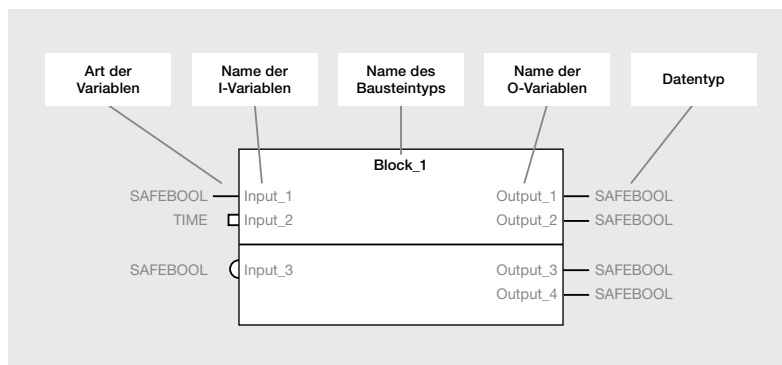 Art der
Variablen
Name der
I-Variablen
Name des
Bausteintyps
Name der
O-Variablen
Datentyp
Block_1
SAFEBOOL Input_1 Output_1 SAFEBOOL
TIME Input_2 Output_2 SAFEBOOL
SAFEBOOL Input_3 Output_3 SAFEBOOL
Output_4 SAFEBOOL